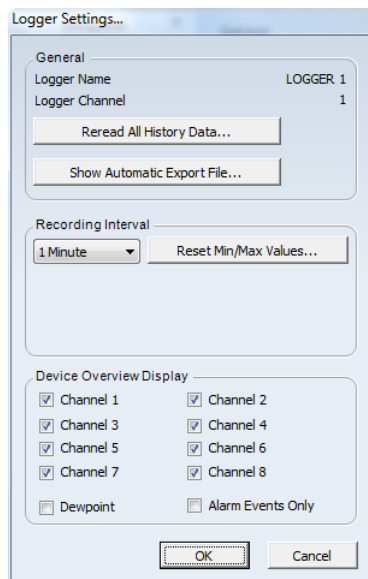 Logger Settings...
General
Logger Name LOGGER 1
Logger Channel 1
Reread All History Data...
Show Automatic Export File...
Recording Interval
1 Minute Reset Min/Max Values...
Device Overview Display
Channel 1 Channel 2
Channel 3 Channel 4
Channel 5 Channel 6
Channel 7 Channel 8
Dewpoint Alarm Events Only
OK Cancel